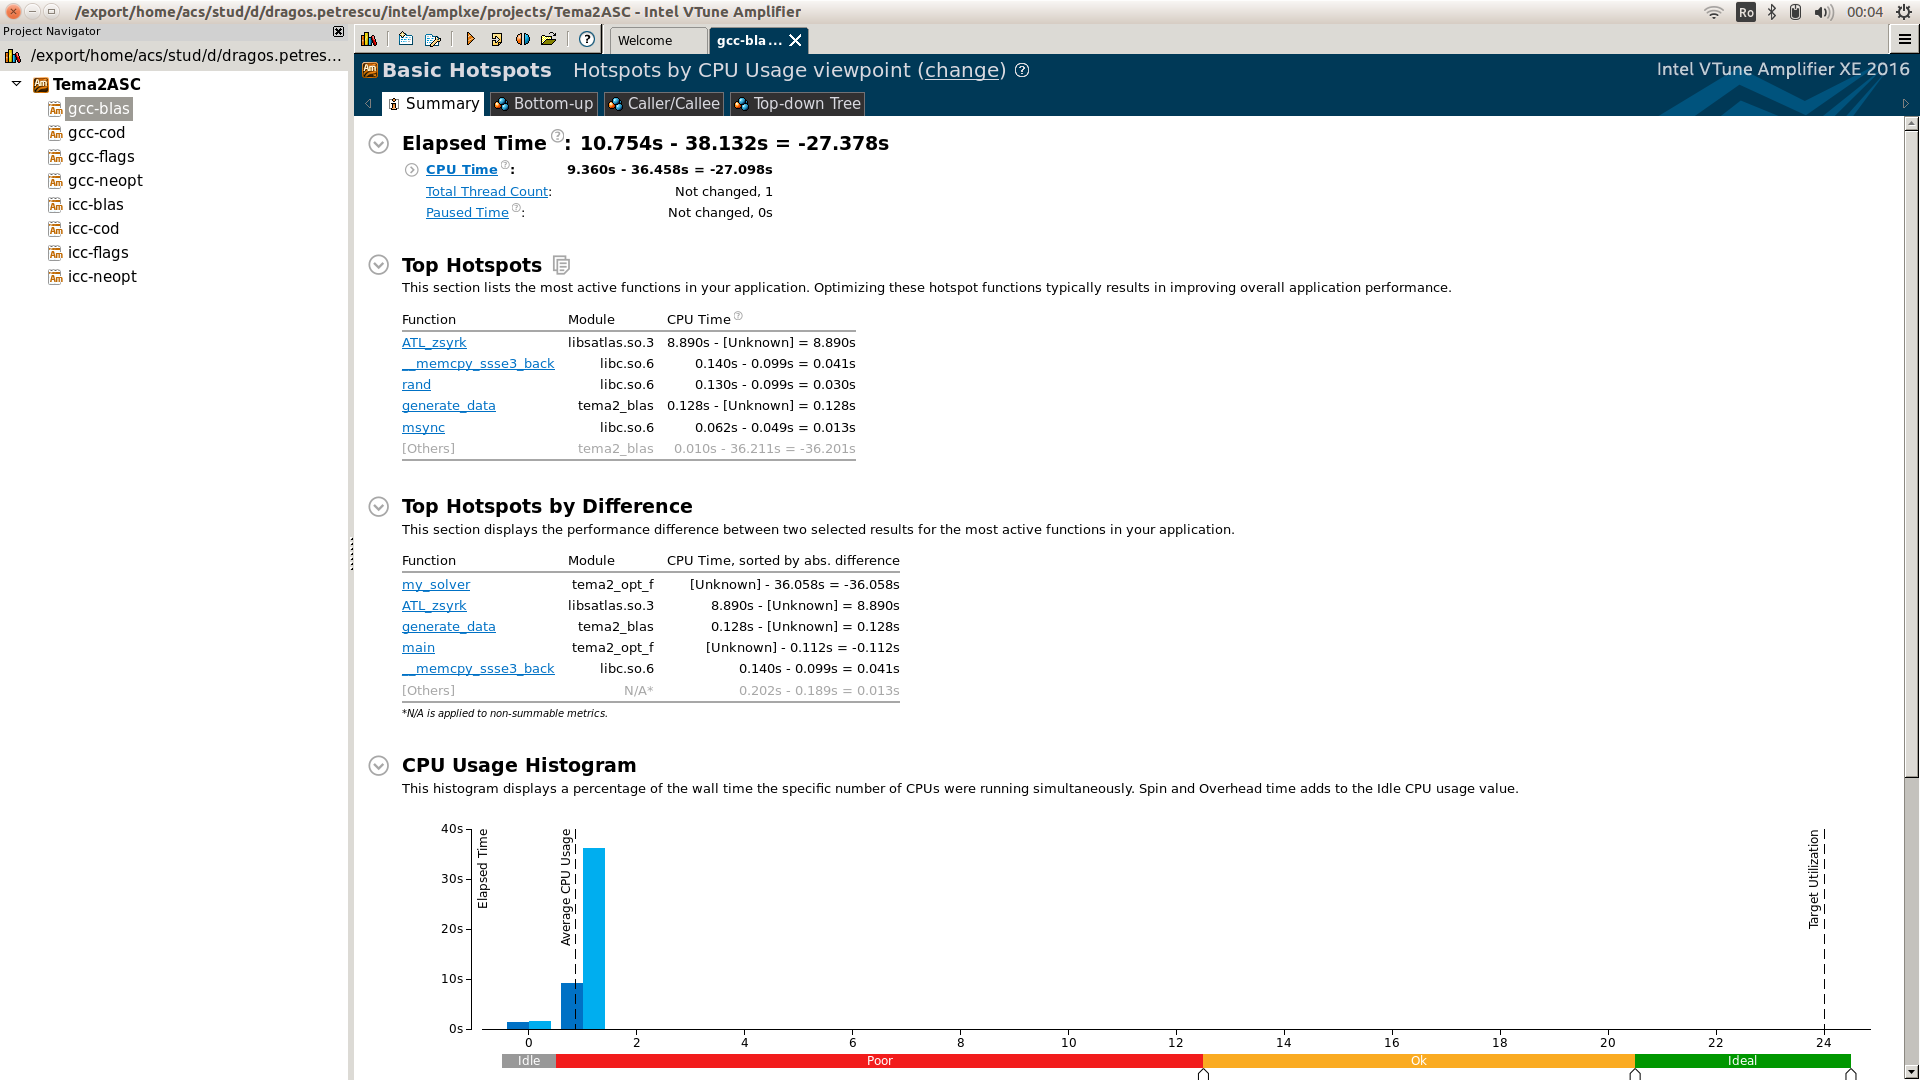 /export/home/acs/stud/d/dragos.petrescu/intel/amplxe/projects/Tema2ASC - Intel VTune Amplifier
Ro
00:04
Project Navigator
/export/home/acs/stud/d/dragos.petres...
Tema2ASC
gcc-blas
gcc-cod
gcc-flags
gcc-neopt
icc-blas
icc-cod
icc-flags
icc-neopt
Welcome
gcc-bla...
Basic Hotspots Hotspots by CPU Usage viewpoint (change)
Intel VTune Amplifier XE 2016
Summary
Bottom-up
Caller/Callee
Top-down Tree
Elapsed Time: 10.754s - 38.132s = -27.378s
CPU Time: 9.360s - 36.458s = -27.098s
Total Thread Count: Not changed, 1
Paused Time: Not changed, 0s
Top Hotspots
This section lists the most active functions in your application. Optimizing these hotspot functions typically results in improving overall application performance.
Function Module CPU Time
ATL_zsyrk libsatlas.so.3 8.890s - [Unknown] = 8.890s
__memcpy_ssse3_back libc.so.6 0.140s - 0.099s = 0.041s
rand libc.so.6 0.130s - 0.099s = 0.030s
generate_data tema2_blas 0.128s - [Unknown] = 0.128s
msync libc.so.6 0.062s - 0.049s = 0.013s
[Others] tema2_blas 0.010s - 36.211s = -36.201s
Top Hotspots by Difference
This section displays the performance difference between two selected results for the most active functions in your application.
Function Module CPU Time, sorted by abs. difference
my_solver tema2_opt_f [Unknown] - 36.058s = -36.058s
ATL_zsyrk libsatlas.so.3 8.890s - [Unknown] = 8.890s
generate_data tema2_blas 0.128s - [Unknown] = 0.128s
main tema2_opt_f [Unknown] - 0.112s = -0.112s
__memcpy_ssse3_back libc.so.6 0.140s - 0.099s = 0.041s
[Others] N/A* 0.202s - 0.189s = 0.013s
*N/A is applied to non-summable metrics.
CPU Usage Histogram
This histogram displays a percentage of the wall time the specific number of CPUs were running simultaneously. Spin and Overhead time adds to the Idle CPU usage value.
40s
30s
20s
10s
0s
Elapsed Time
Average CPU Usage
Target Utilization
0 2 4 6 8 10 12 14 16 18 20 22 24
Idle Poor Ok Ideal